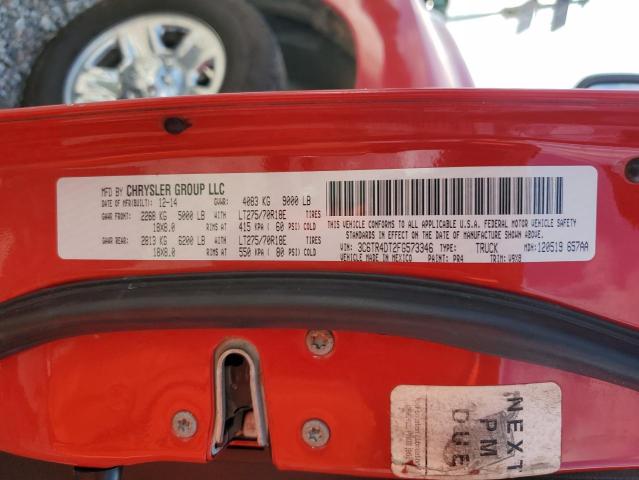 MFD BY CHRYSLER GROUP LLC
DATE OF MFR(BUILT): 12-14 GVWR: 4083 KG 9000 LB
GAWR FRONT: 2268 KG 5000 LB WITH LT275/70R18E TIRES
18X8.0 RIMS AT 415 KPA( 60 PSI)COLD
GAWR REAR: 2813 KG 6200 LB WITH LT275/70R18E TIRES
18X8.0 RIMS AT 550 KPA( 80 PSI)COLD
THIS VEHICLE CONFORMS TO ALL APPLICABLE U.S.A. FEDERAL MOTOR VEHICLE SAFETY
STANDARDS IN EFFECT ON THE DATE OF MANUFACTURE SHOWN ABOVE.
VIN: 3C6TR4DT2FG573346 TYPE: TRUCK MDH: 120519 657AA
VEHICLE MADE IN MEXICO PAINT: PR4 TRIM: V9X8
NEXT
PM
DUE